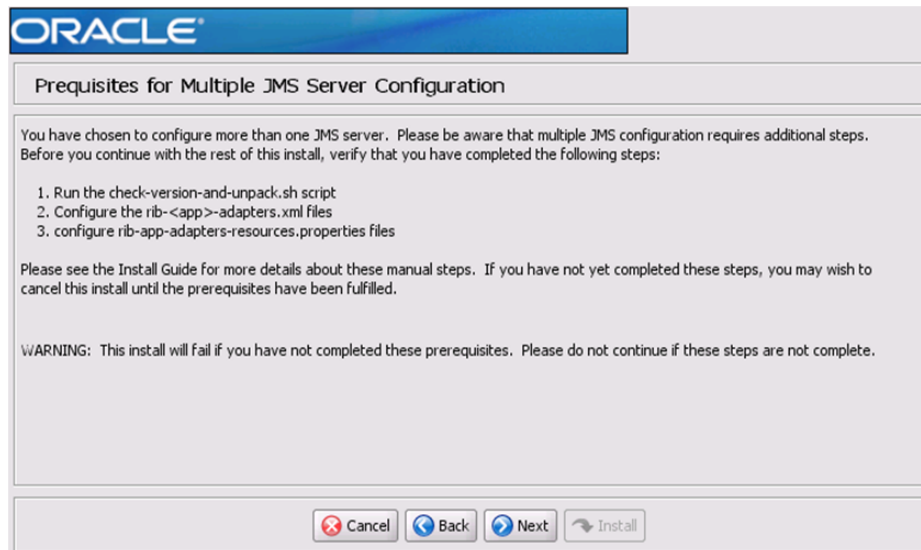 ORACLE
Prequisites for Multiple JMS Server Configuration
You have chosen to configure more than one JMS server. Please be aware that multiple JMS configuration requires additional steps.
Before you continue with the rest of this install, verify that you have completed the following steps:
1. Run the check-version-and-unpack.sh script
2. Configure the rib-<app>-adapters.xml files
3. configure rib-app-adapters-resources.properties files
Please see the Install Guide for more details about these manual steps. If you have not yet completed these steps, you may wish to
cancel this install until the prerequisites have been fulfilled.
WARNING: This install will fail if you have not completed these prerequisites. Please do not continue if these steps are not complete.
Cancel Back Next Install